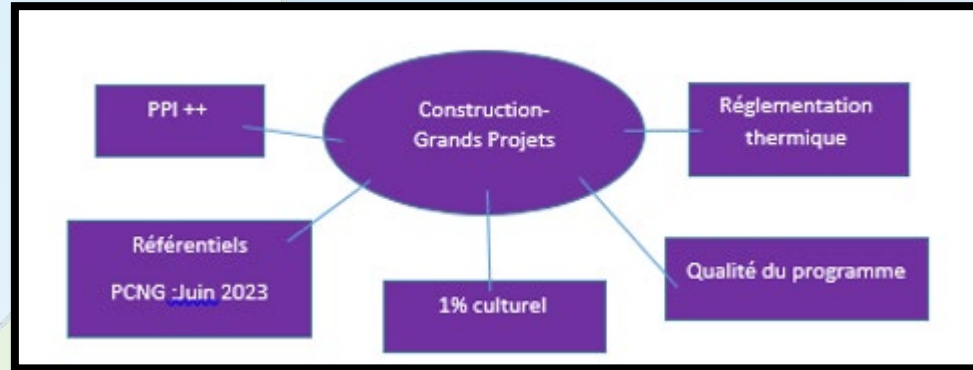 PPI ++
Construction-
Grands Projets
Réglementation
thermique
Référentiels
PCNG :Juin 2023
1% culturel
Qualité du programme